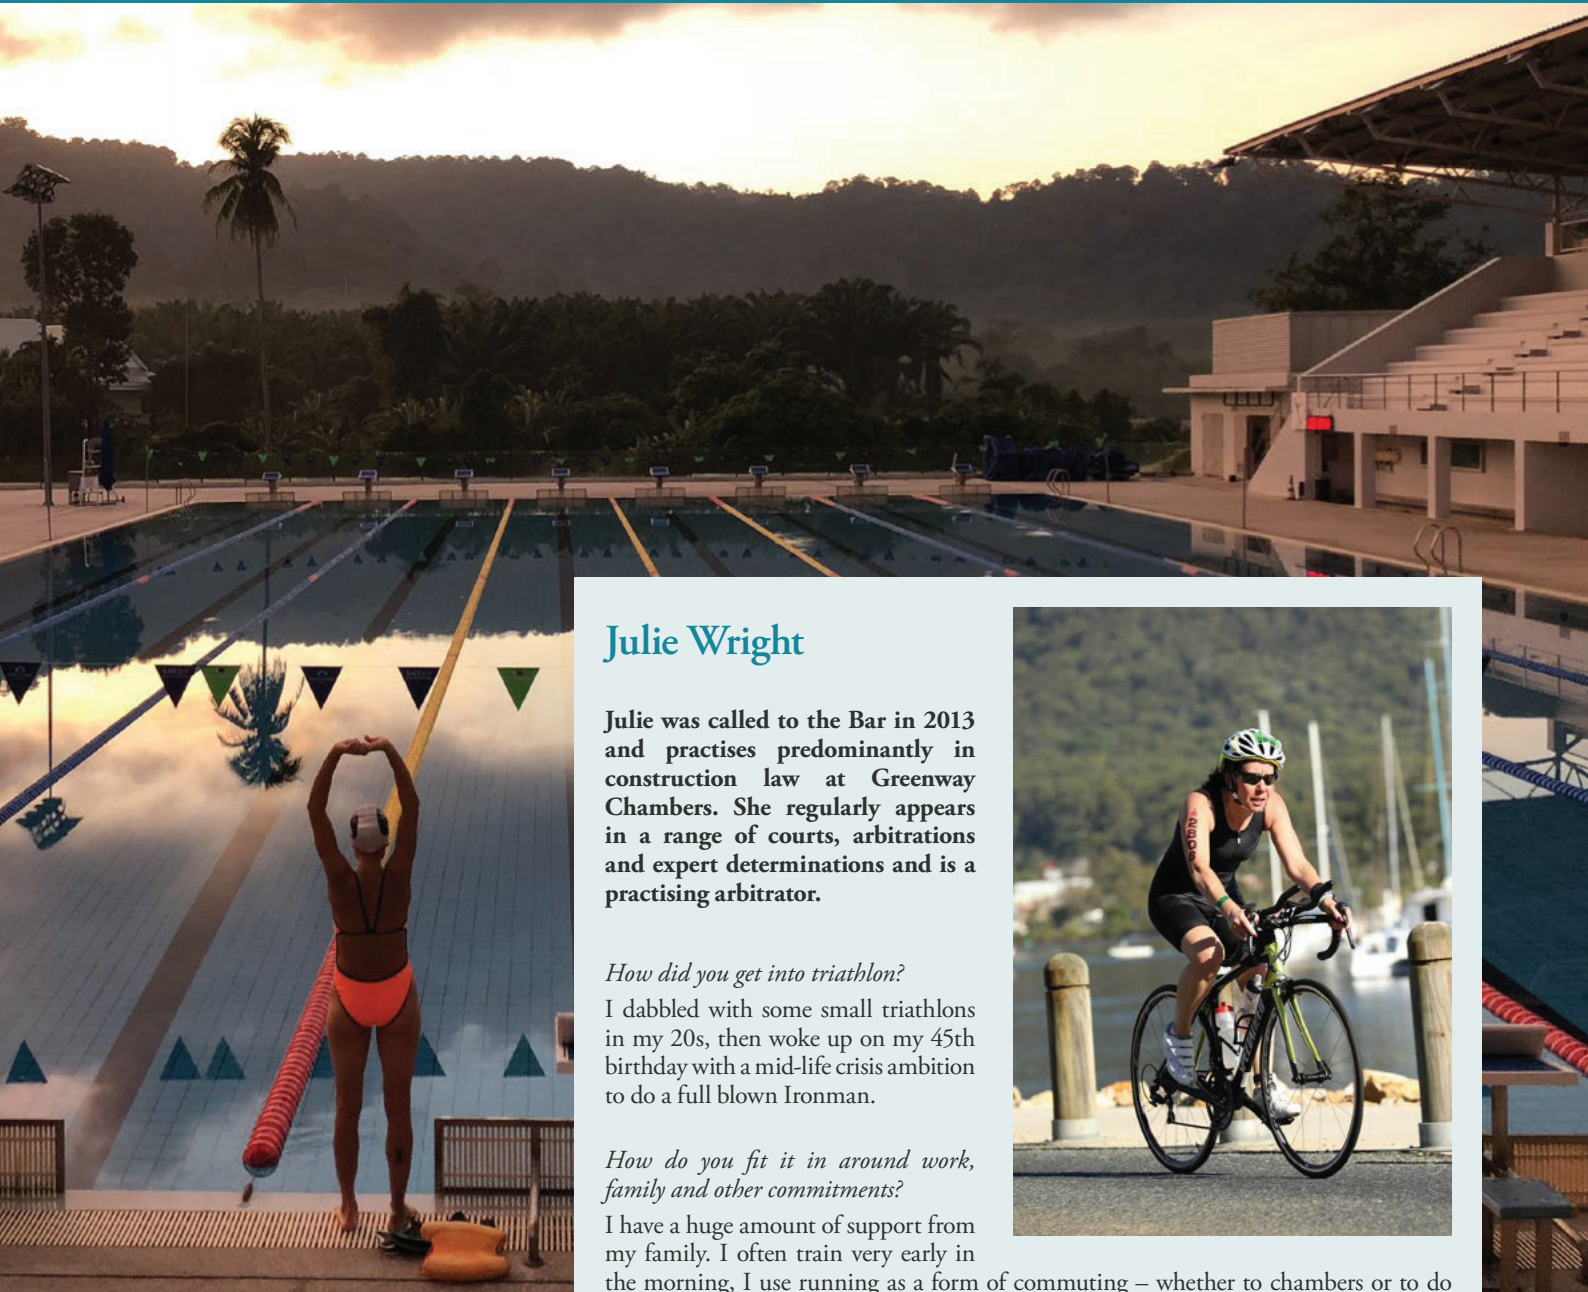 Julie Wright
Julie was called to the Bar in 2013
and practises predominantly in
construction law at Greenway
Chambers. She regularly appears
in a range of courts, arbitrations
and expert determinations and is a
practising arbitrator.
How did you get into triathlon?
I dabbled with some small triathlons
in my 20s, then woke up on my 45th
birthday with a mid-life crisis ambition
to do a full blown Ironman.
How do you fit it in around work,
family and other commitments?
I have a huge amount of support from
my family. I often train very early in
the morning, I use running as a form of commuting – whether to chambers or to do